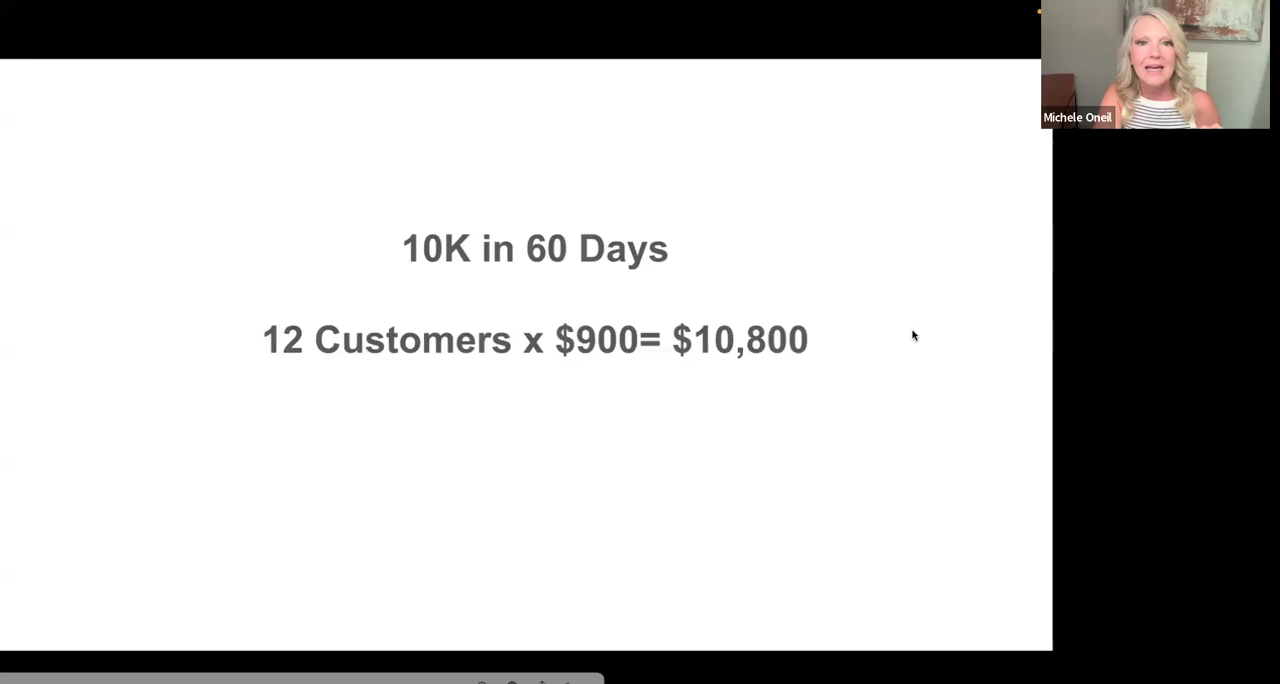 Michele Oneil
10K in 60 Days
12 Customers x $900= $10,800